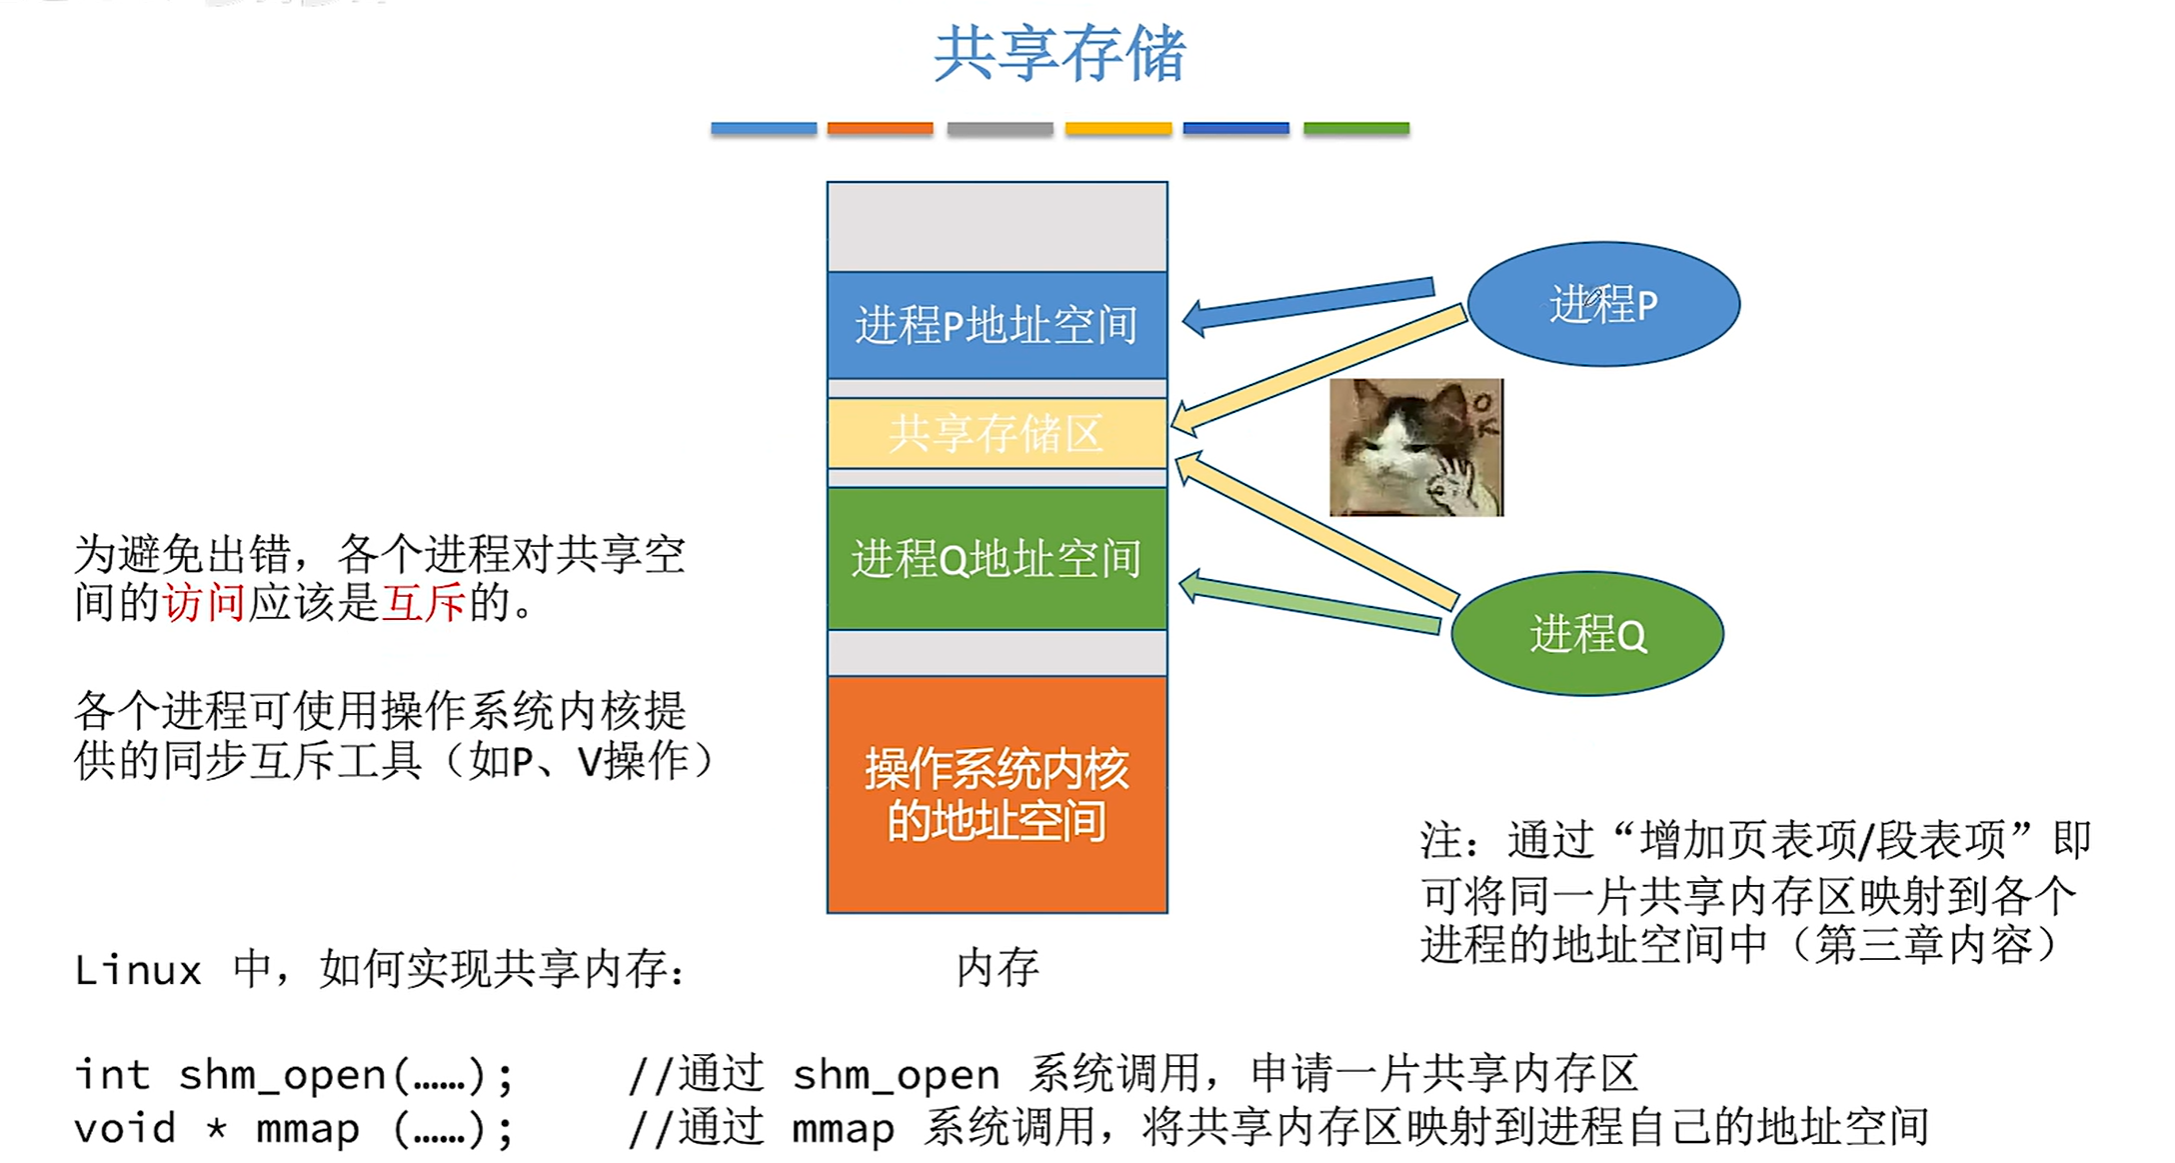 共享存储
进程P地址空间
共享存储区
进程Q地址空间
操作系统内核
的地址空间
内存
进程P
OK
进程Q
为避免出错，各个进程对共享空
间的访问应该是互斥的。
各个进程可使用操作系统内核提
供的同步互斥工具（如P、V操作）
注：通过“增加页表项/段表项”即
可将同一片共享内存区映射到各个
进程的地址空间中（第三章内容）
Linux 中，如何实现共享内存：
int shm_open(……);    //通过 shm_open 系统调用，申请一片共享内存区
void * mmap (……);    //通过 mmap 系统调用，将共享内存区映射到进程自己的地址空间